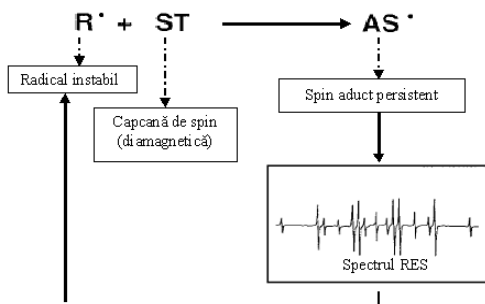 R· + ST AS·
Radical instabil
Capcană de spin
(diamagnetică)
Spin aduct persistent
Spectrul RES